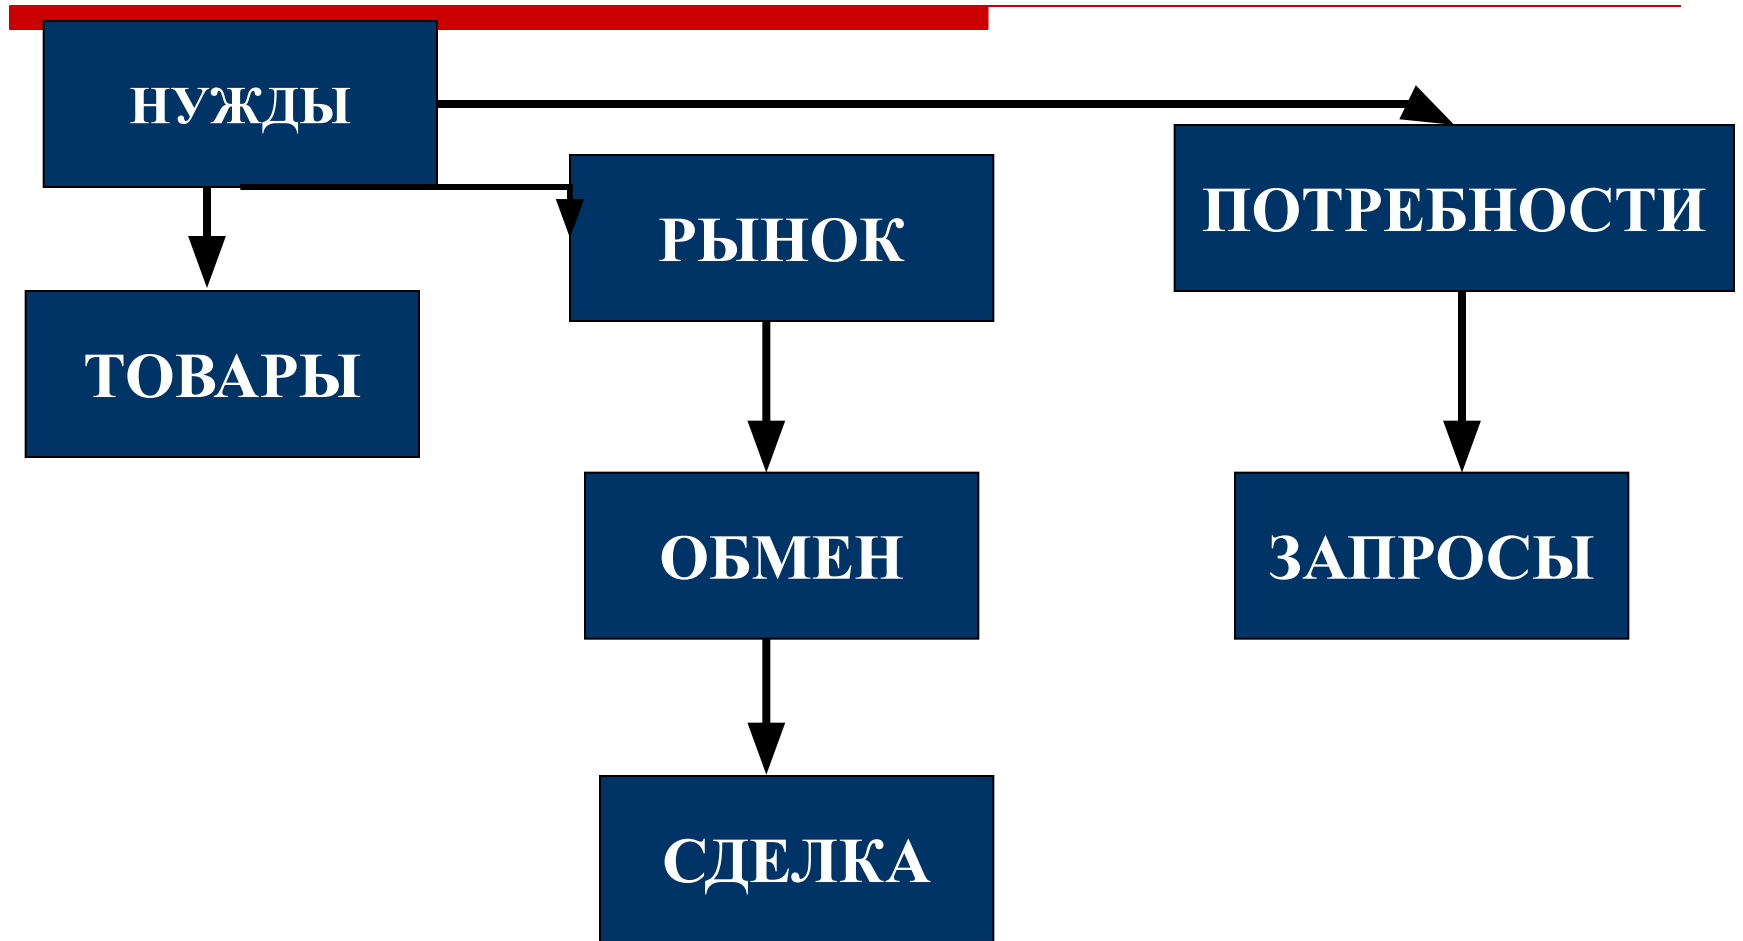 НУЖДЫ
ПОТРЕБНОСТИ
РЫНОК
ТОВАРЫ
ОБМЕН
ЗАПРОСЫ
СДЕЛКА